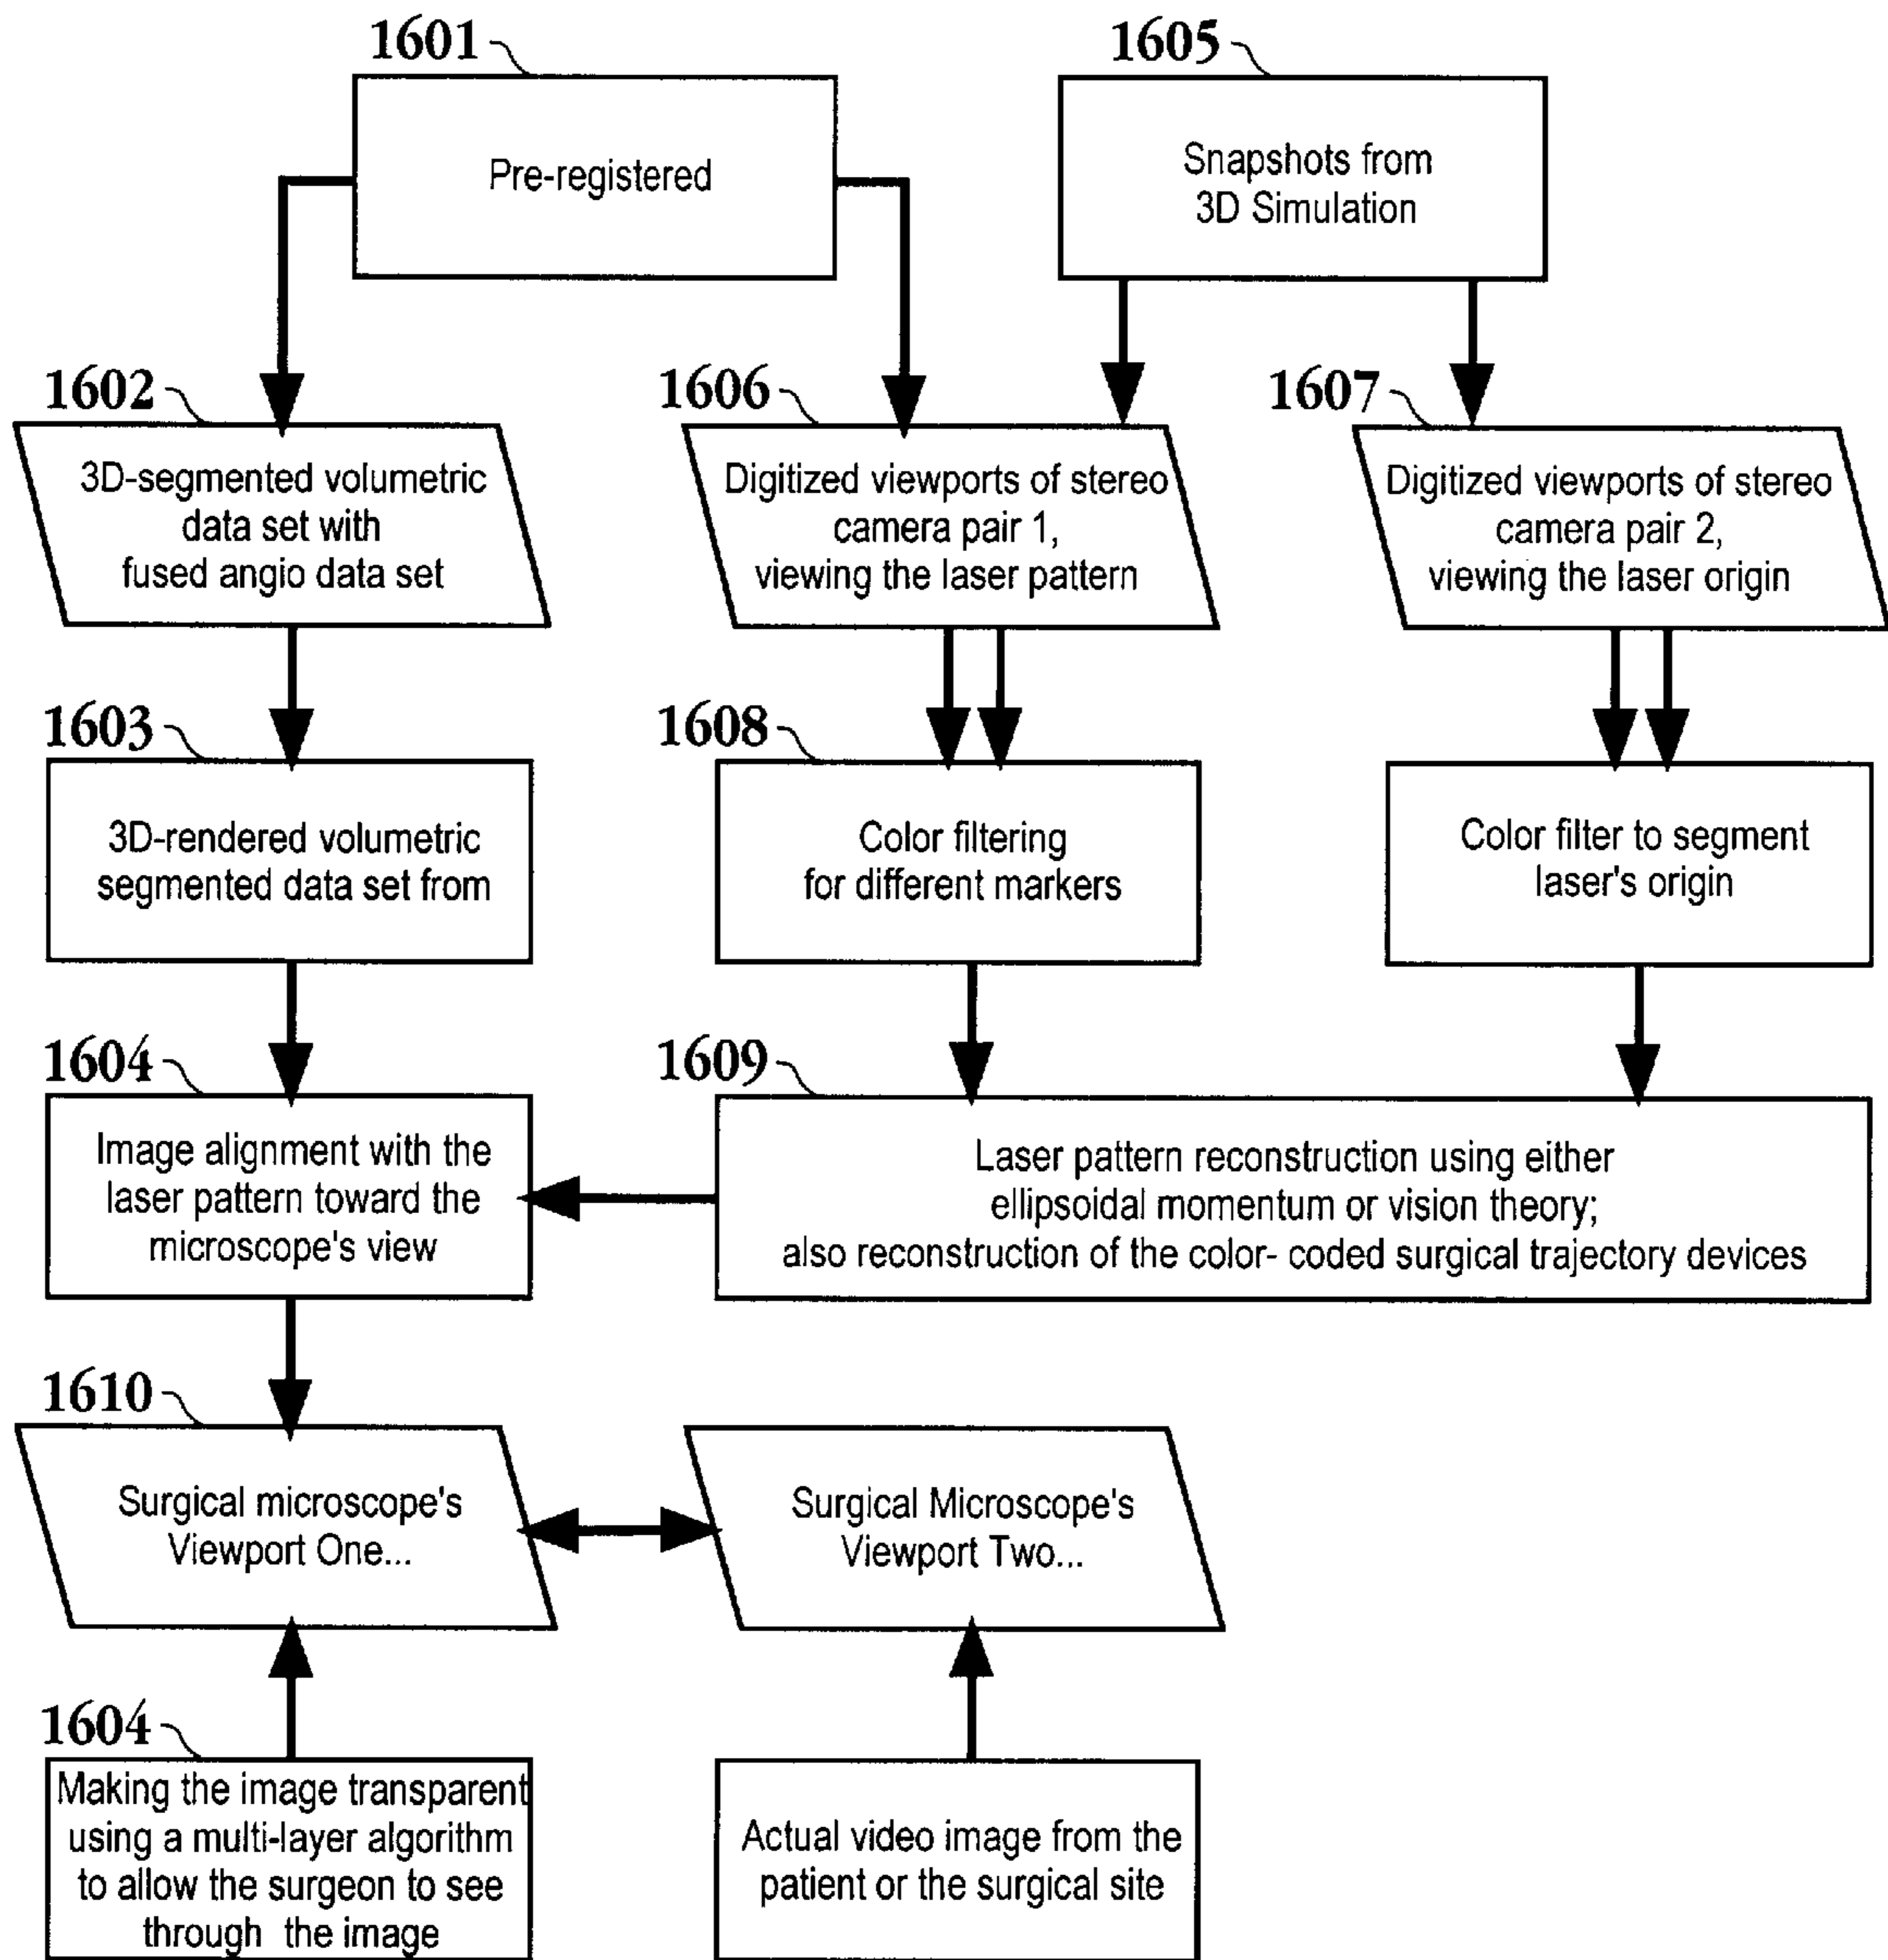 1601
Pre-registered
1605
Snapshots from
3D Simulation
1602
3D-segmented volumetric
data set with
fused angio data set
1606
Digitized viewports of stereo
camera pair 1,
viewing the laser pattern
1607
Digitized viewports of stereo
camera pair 2,
viewing the laser origin
1603
3D-rendered volumetric
segmented data set from
1608
Color filtering
for different markers
Color filter to segment
laser's origin
1604
Image alignment with the
laser pattern toward the
microscope's view
1609
Laser pattern reconstruction using either
ellipsoidal momentum or vision theory;
also reconstruction of the color- coded surgical trajectory devices
1610
Surgical microscope's
Viewport One...
Surgical Microscope's
Viewport Two...
1604
Making the image transparent
using a multi-layer algorithm
to allow the surgeon to see
through the image
Actual video image from the
patient or the surgical site